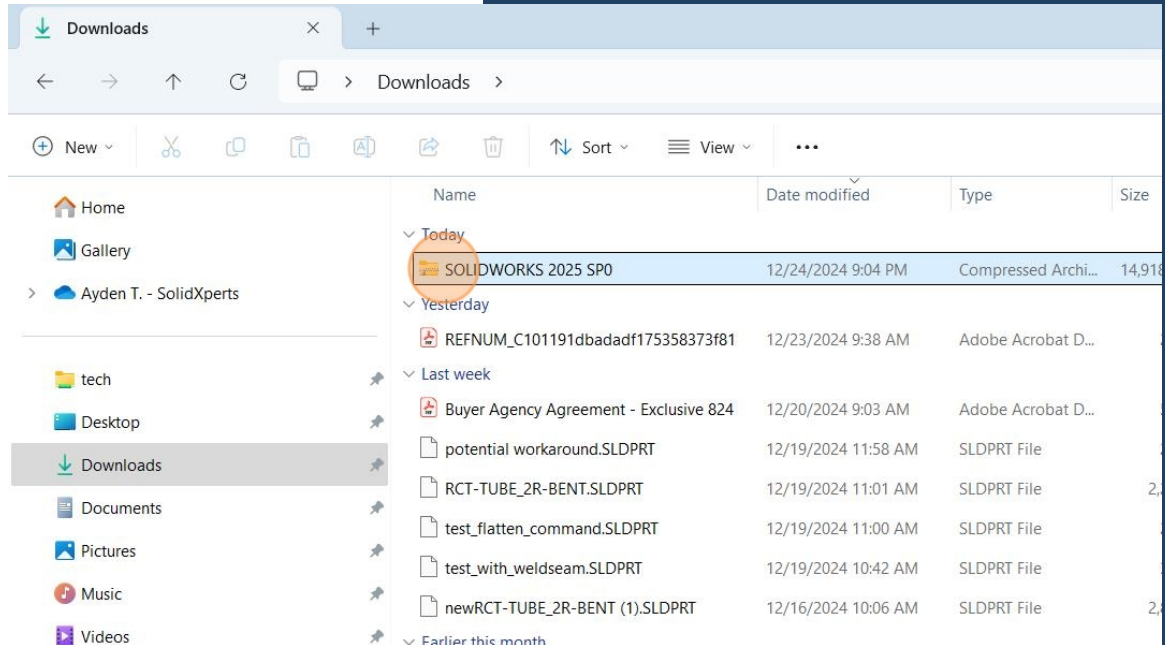 Downloads
Downloads
New Sort View
Name Date modified Type Size
Home
Gallery
Ayden T. - SolidXperts
tech
Desktop
Downloads
Documents
Pictures
Music
Videos
Today
SOLIDWORKS 2025 SP0 12/24/2024 9:04 PM Compressed Archi... 14,918
Yesterday
REFNUM_C101191dbadadf175358373f81 12/23/2024 9:38 AM Adobe Acrobat D...
Last week
Buyer Agency Agreement - Exclusive 824 12/20/2024 9:03 AM Adobe Acrobat D...
potential workaround.SLDPRT 12/19/2024 11:58 AM SLDPRT File
RCT-TUBE_2R-BENT.SLDPRT 12/19/2024 11:01 AM SLDPRT File 2,
test_flatten_command.SLDPRT 12/19/2024 11:00 AM SLDPRT File
test_with_weldseam.SLDPRT 12/19/2024 10:42 AM SLDPRT File
newRCT-TUBE_2R-BENT (1).SLDPRT 12/16/2024 10:06 AM SLDPRT File 2,
Earlier this month